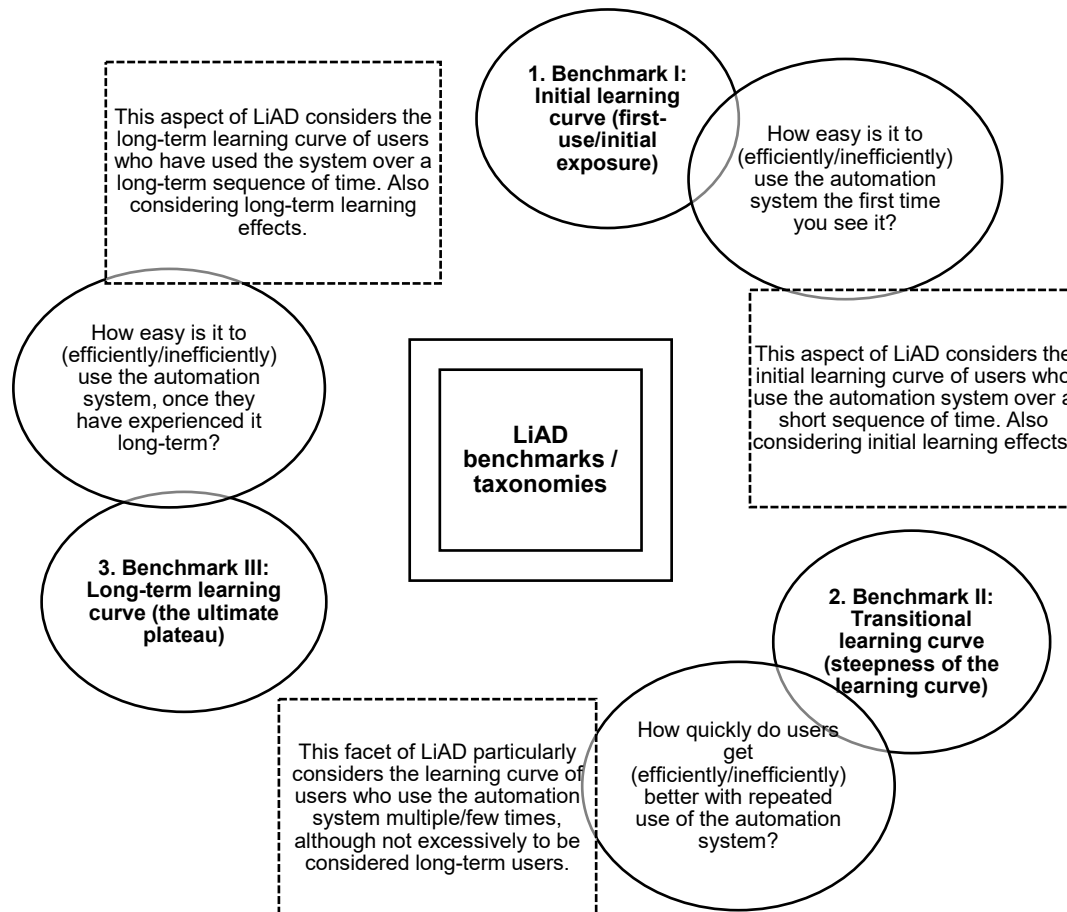 1. Benchmark I:
Initial learning
curve (first-
use/initial
exposure)
How easy is it to
(efficiently/inefficiently)
use the automation
system the first time
you see it?
This aspect of LiAD considers the
initial learning curve of users who
use the automation system over a
short sequence of time. Also
considering initial learning effects
2. Benchmark II:
Transitional
learning curve
(steepness of the
learning curve)
How quickly do users
get
(efficiently/inefficiently)
better with repeated
use of the automation
system?
This facet of LiAD particularly
considers the learning curve of
users who use the automation
system multiple/few times,
although not excessively to be
considered long-term users.
3. Benchmark III:
Long-term learning
curve (the ultimate
plateau)
How easy is it to
(efficiently/inefficiently)
use the automation
system, once they
have experienced it
long-term?
This aspect of LiAD considers the
long-term learning curve of users
who have used the system over a
long-term sequence of time. Also
considering long-term learning
effects.
LiAD
benchmarks /
taxonomies